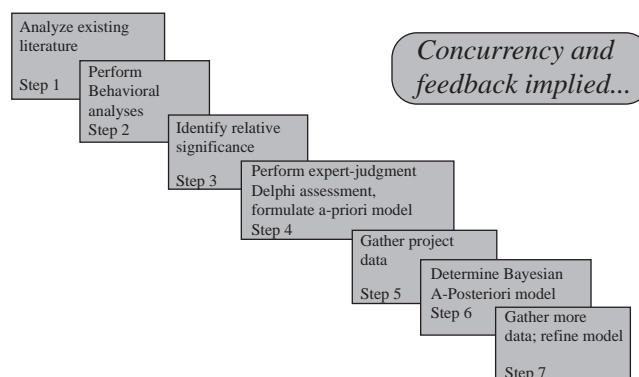 Analyze existing
literature
Step 1
Concurrency and
feedback implied...
Perform
Behavioral
analyses
Step 2
Identify relative
significance
Step 3
Perform expert-judgment
Delphi assessment,
formulate a-priori model
Step 4
Gather project
data
Step 5
Determine Bayesian
A-Posteriori model
Step 6
Gather more
data; refine model
Step 7